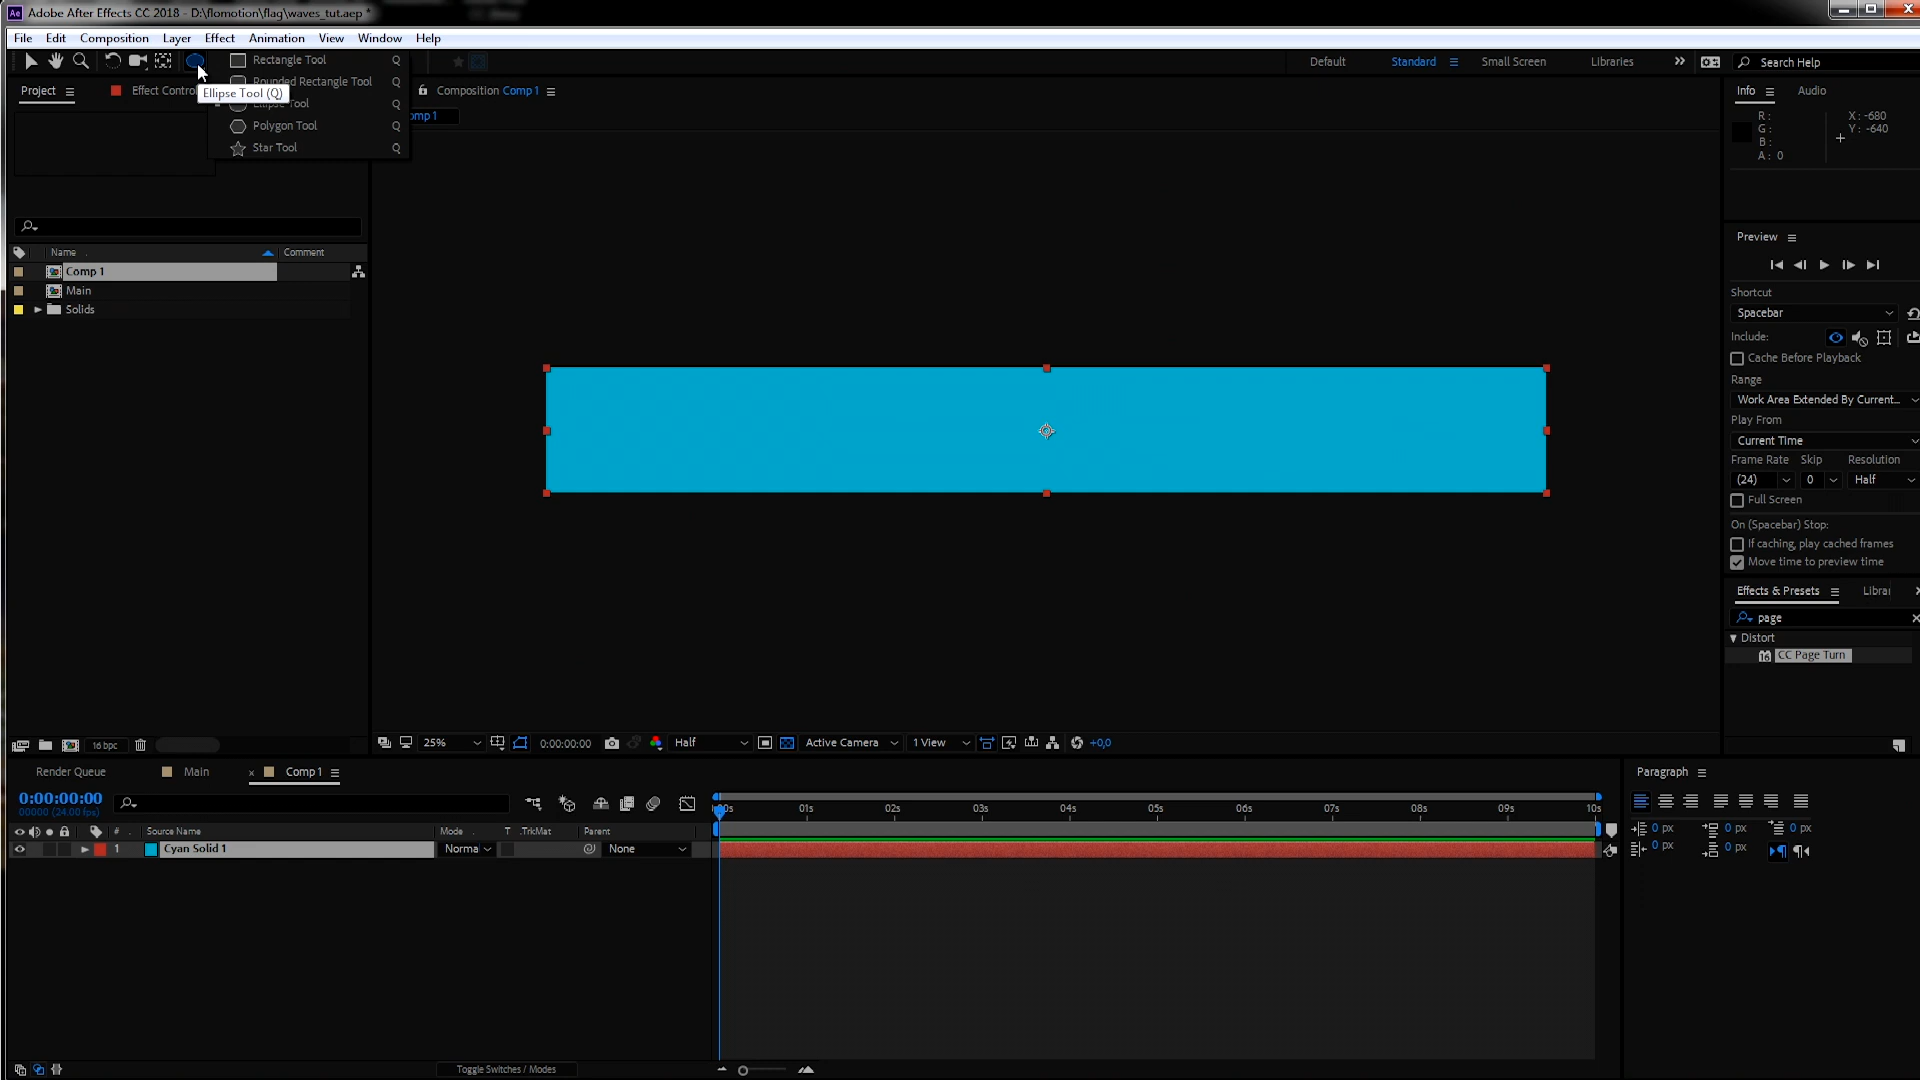 Adobe After Effects CC 2018 - D:\flomotion\flag\waves_tut.aep *
File Edit Composition Layer Effect Animation View Window Help
Rectangle Tool Q
Rounded Rectangle Tool Q
Ellipse Tool (Q)
Ellipse Tool Q
Polygon Tool Q
Star Tool Q
Default Standard Small Screen Libraries Search Help
Project Effect Control Composition Comp 1
omp 1
Info Audio
R: X: -680
G: Y: -640
B:
A: 0
Name Comment
Comp 1
Main
Solids
Preview
Shortcut
Spacebar
Include:
Cache Before Playback
Range
Work Area Extended By Current...
Play From
Current Time
Frame Rate Skip Resolution
(24) 0 Half
Full Screen
On (Spacebar) Stop:
If caching, play cached frames
Move time to preview time
Effects & Presets Librai
page
Distort
CC Page Turn
16 bpc
25% 0:00:00:00 Half Active Camera 1 View +0,0
Render Queue Main Comp 1
0:00:00:00
00000 (24.00 fps)
00s 01s 02s 03s 04s 05s 06s 07s 08s 09s 10s
# Source Name Mode T .TrkMat Parent
1 Cyan Solid 1 Norma None
Toggle Switches / Modes
Paragraph
0 px 0 px 0 px
0 px 0 px